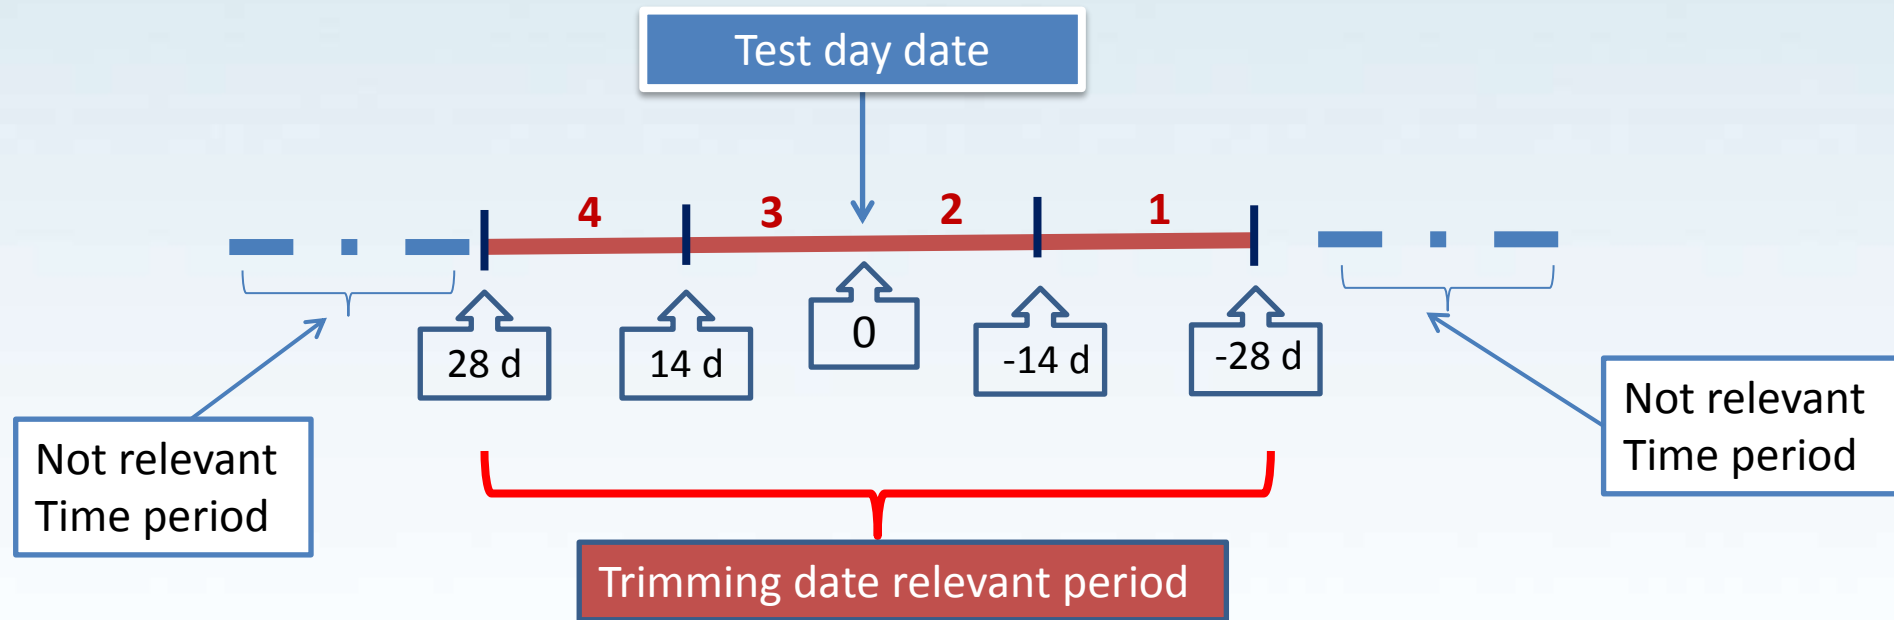 Test day date
4
3
2
1
28 d
14 d
0
-14 d
-28 d
Not relevant
Time period
Not relevant
Time period
Trimming date relevant period